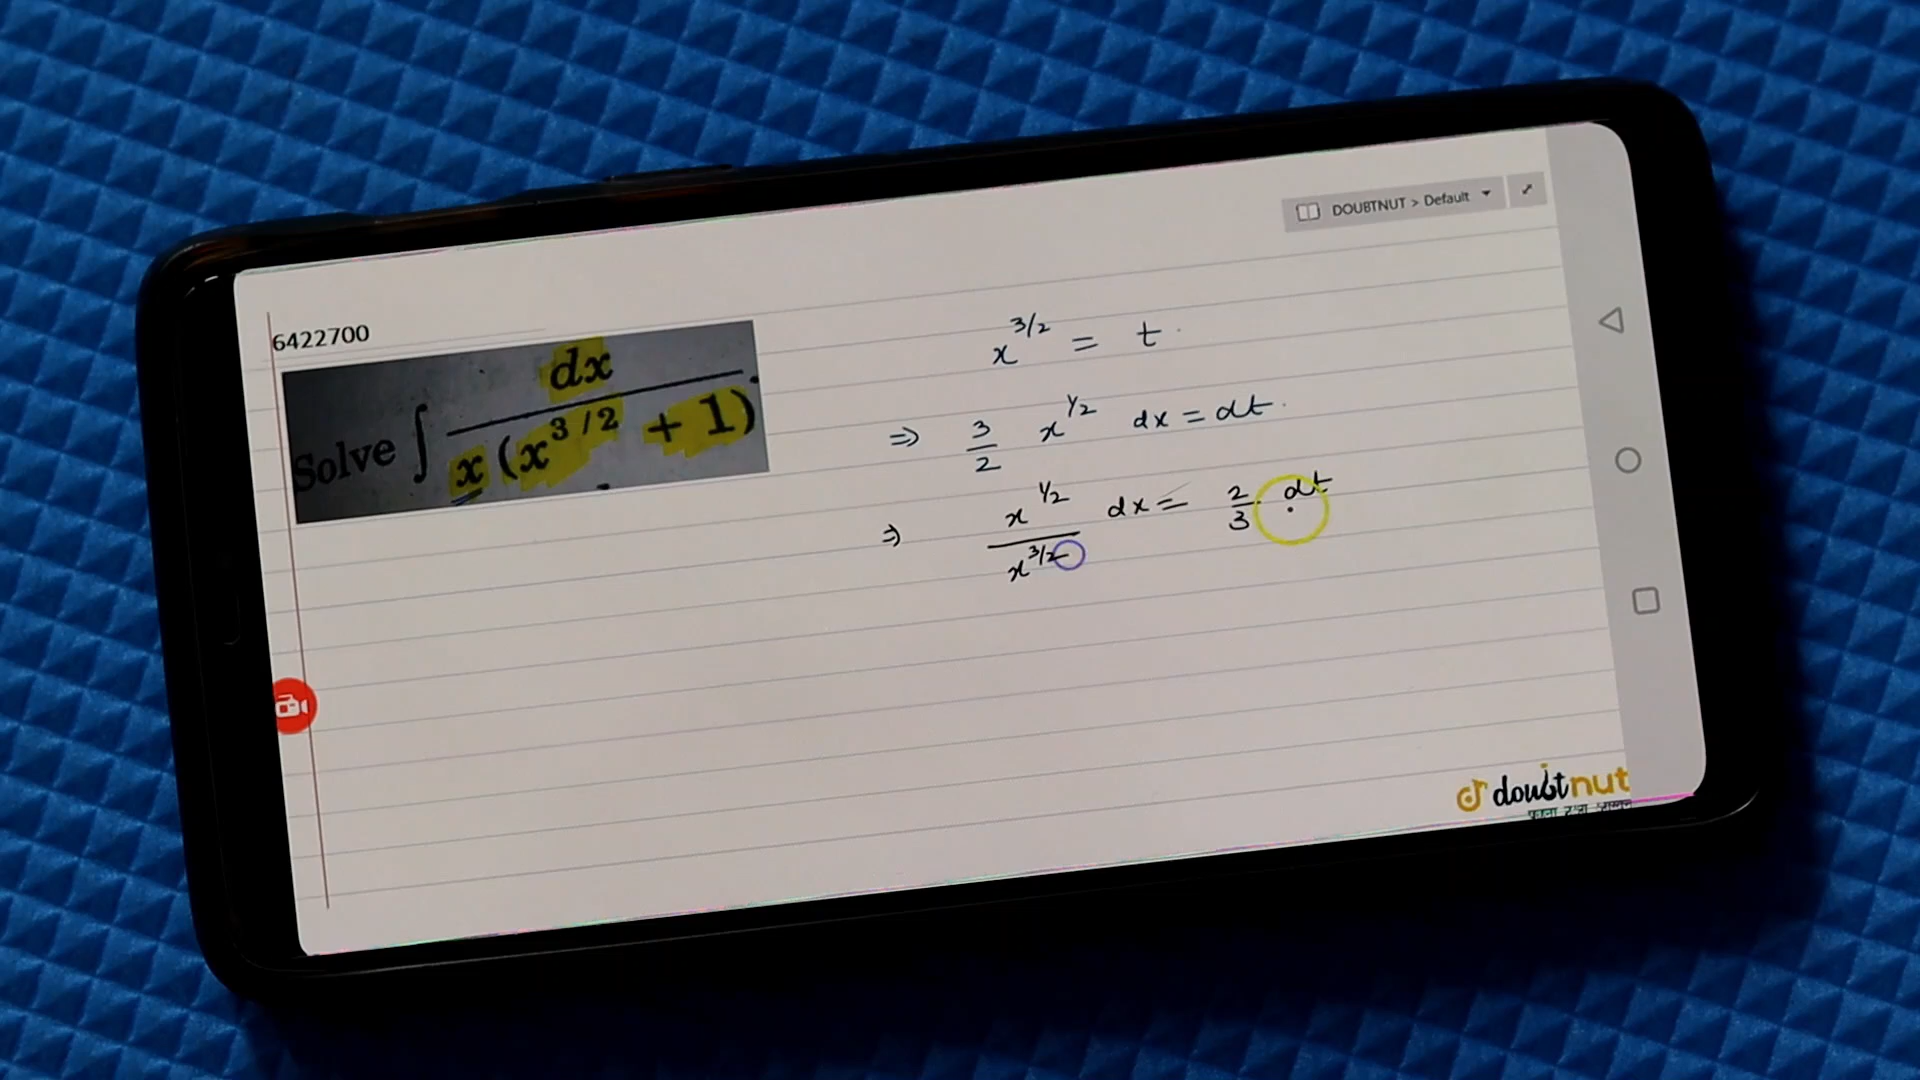 DOUBTNUT > Default
6422700
Solve ∫ dx / x (x^3/2 + 1).
x^3/2 = t.
⇒ 3/2 x^1/2 dx = dt.
⇒ x^1/2 / x^3/2 dx = 2/3 . dt
doubtnut